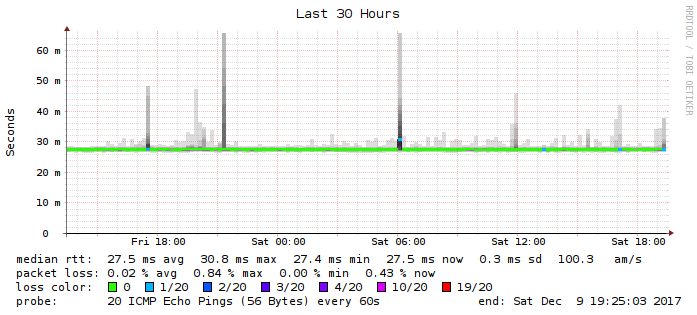 Last 30 Hours
RRDTOOL / TOBI OETIKER
Seconds
60 m
50 m
40 m
30 m
20 m
10 m
0
Fri 18:00 Sat 00:00 Sat 06:00 Sat 12:00 Sat 18:00
median rtt: 27.5 ms avg 30.8 ms max 27.4 ms min 27.5 ms now 0.3 ms sd 100.3 am/s
packet loss: 0.02 % avg 0.84 % max 0.00 % min 0.43 % now
loss color: 0 1/20 2/20 3/20 4/20 10/20 19/20
probe: 20 ICMP Echo Pings (56 Bytes) every 60s end: Sat Dec 9 19:25:03 2017